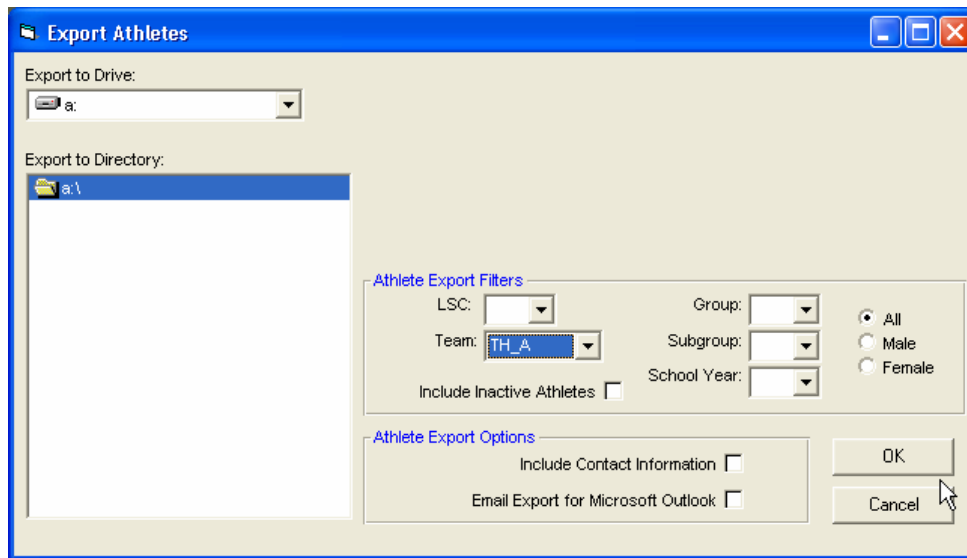 Export Athletes
Export to Drive:
a:
Export to Directory:
a:\
Athlete Export Filters
LSC:
Group:
All
Team: TH_A
Subgroup:
Male
School Year:
Female
Include Inactive Athletes
Athlete Export Options
Include Contact Information
OK
Email Export for Microsoft Outlook
Cancel